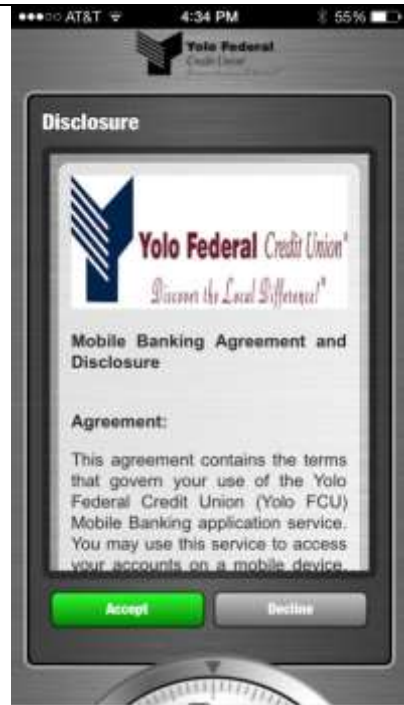 AT&T 4:34 PM 55%
Yolo Federal
Credit Union
Disclosure
Yolo Federal Credit Union®
Discover the Local Difference!®
Mobile Banking Agreement and
Disclosure
Agreement:
This agreement contains the terms
that govern your use of the Yolo
Federal Credit Union (Yolo FCU)
Mobile Banking application service.
You may use this service to access
your accounts on a mobile device.
Accept Decline